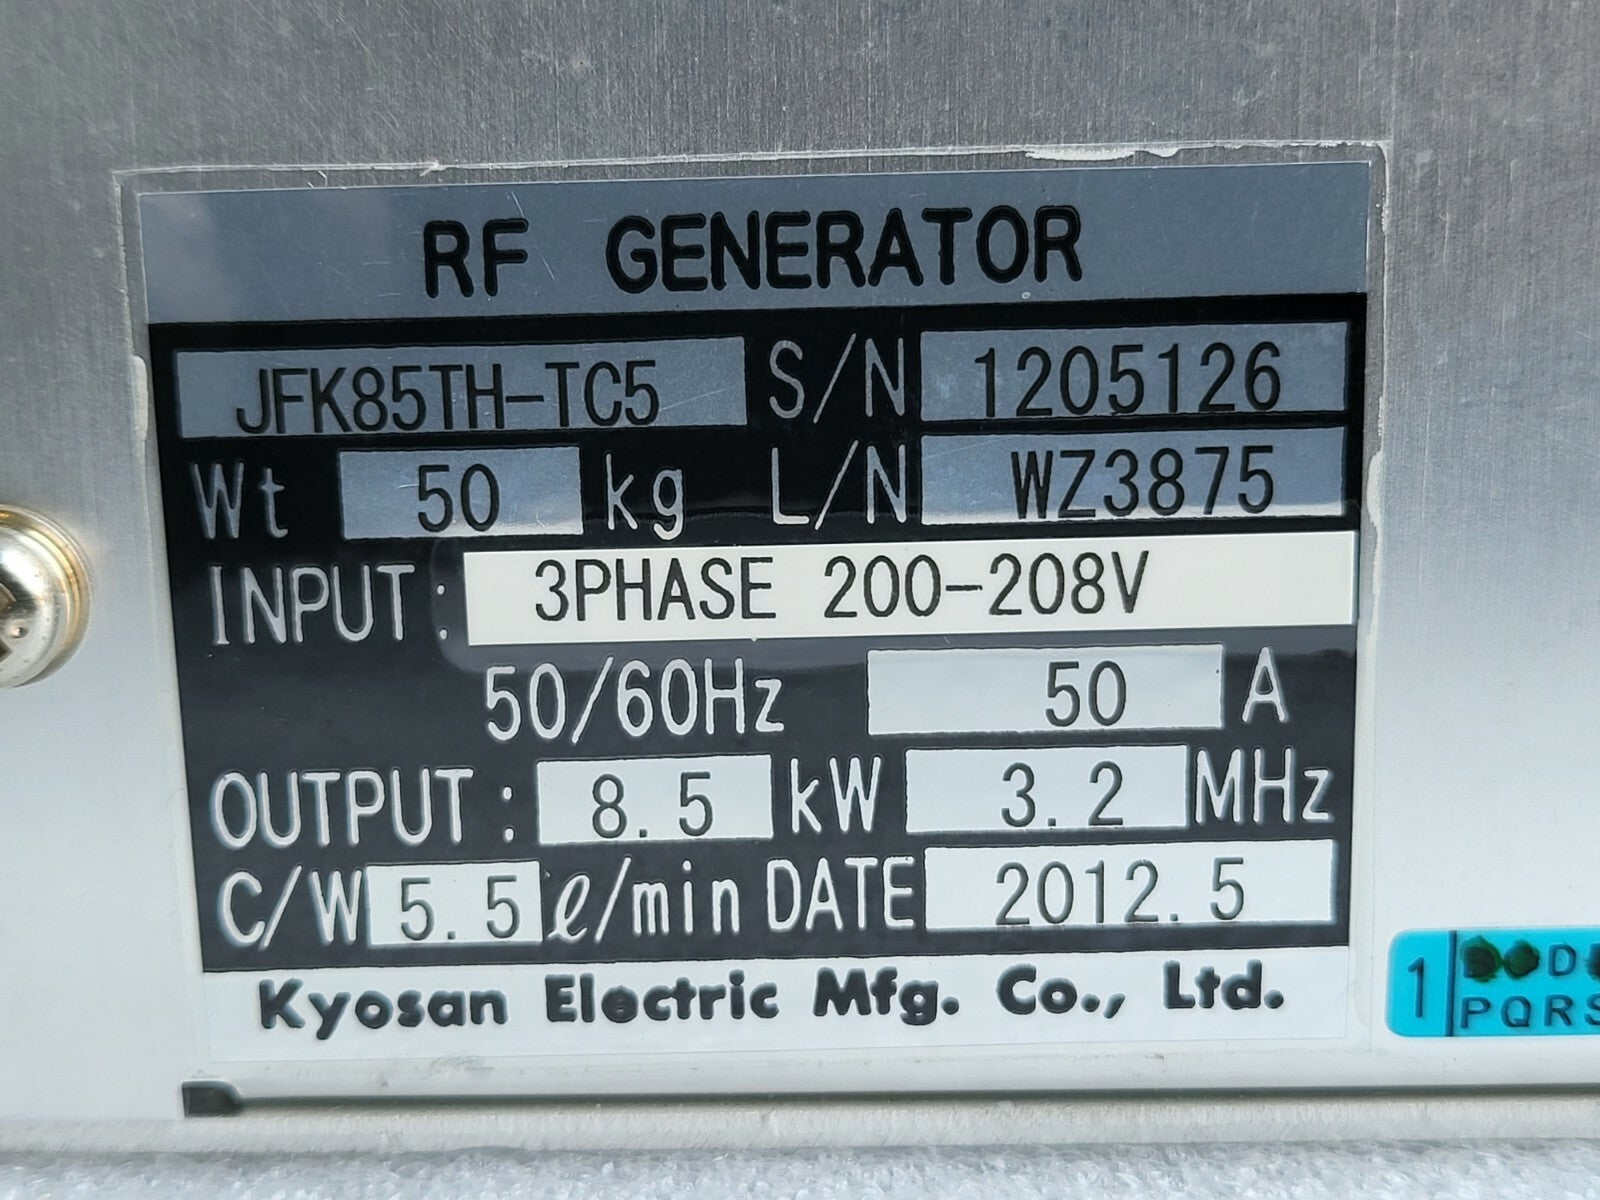 RF GENERATOR
JFK85TH-TC5 S/N 1205126
Wt 50 kg L/N WZ3875
INPUT: 3PHASE 200-208V
50/60Hz 50 A
OUTPUT: 8.5 kW 3.2 MHz
C/W 5.5 ℓ/min DATE 2012.5
Kyosan Electric Mfg. Co., Ltd.
1
D
PQRS